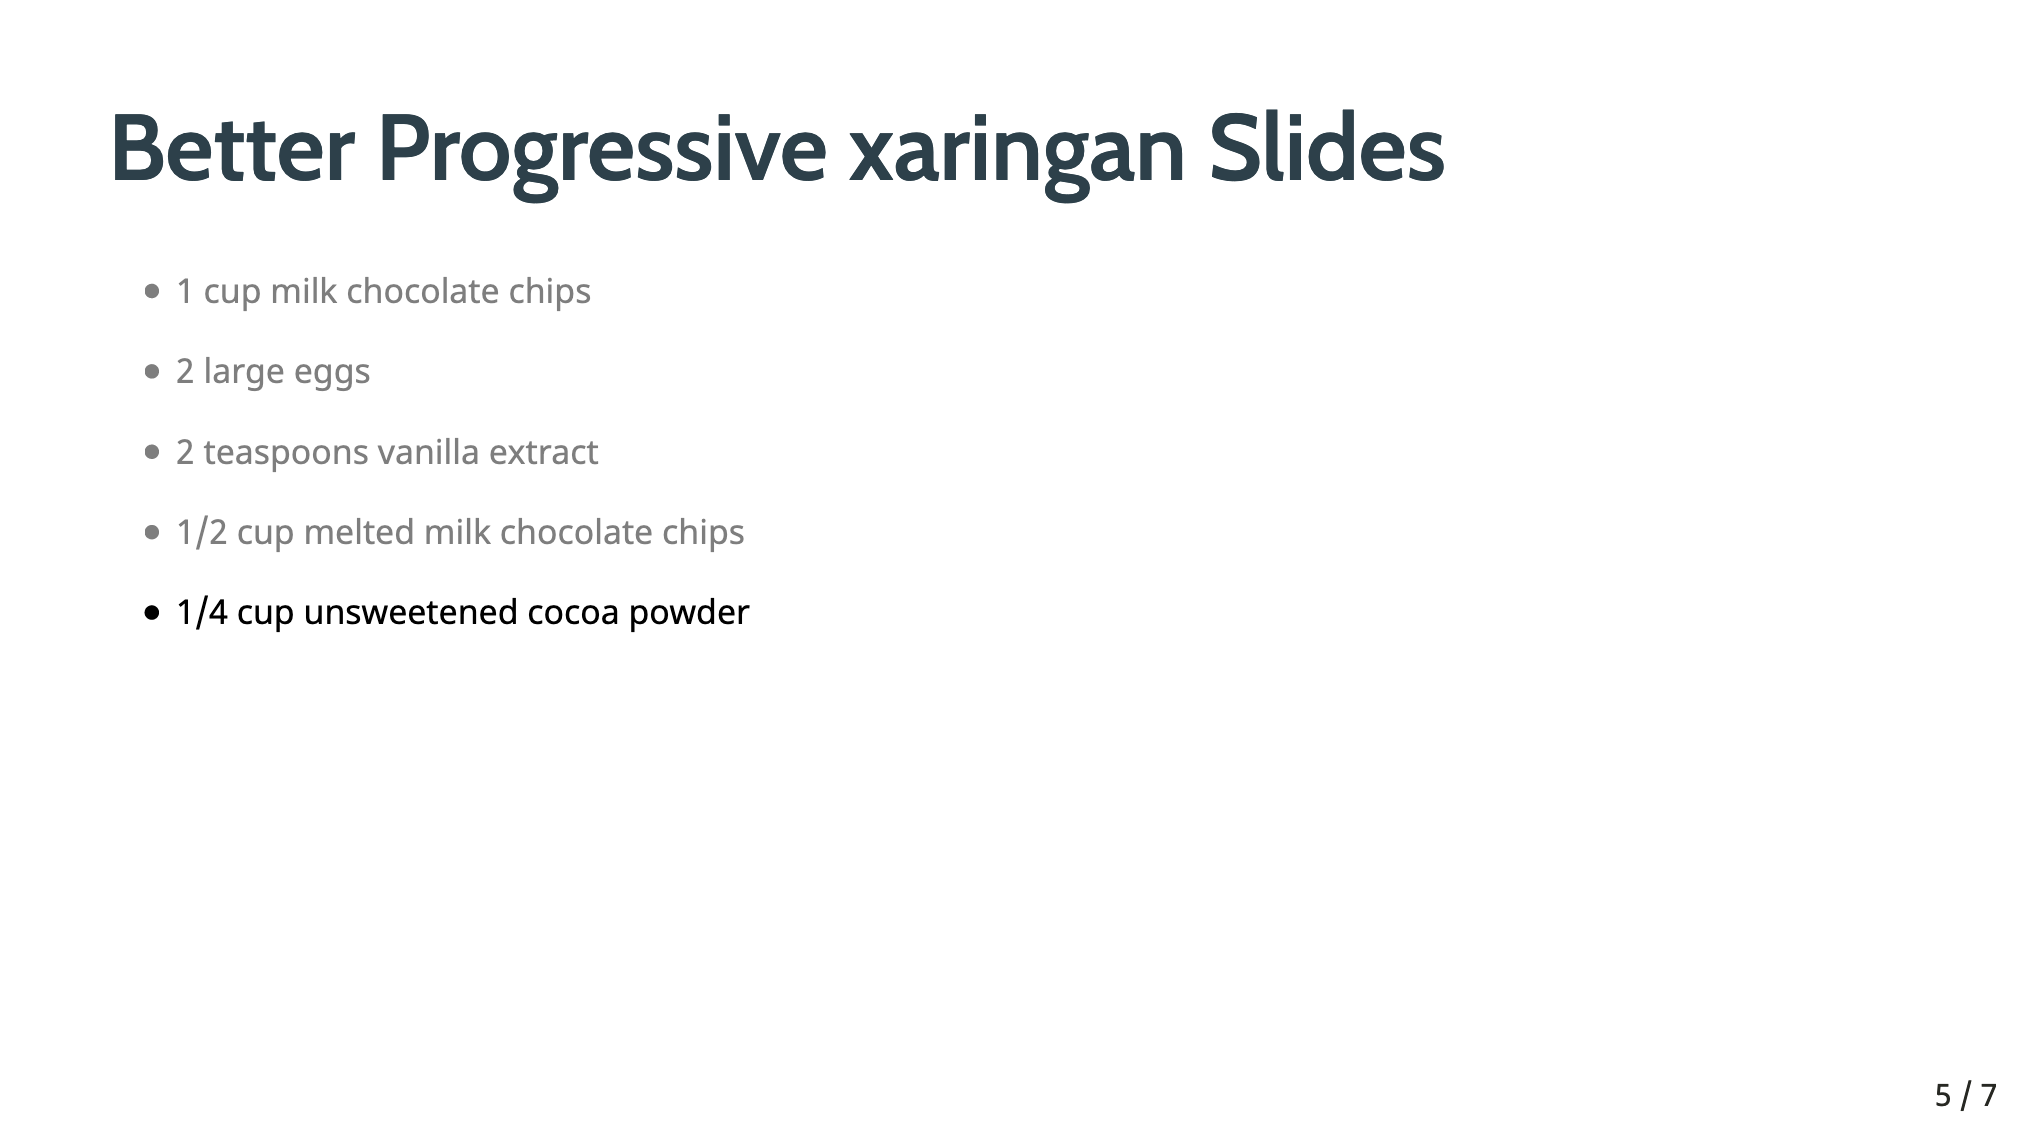 Better Progressive xaringan Slides
• 1 cup milk chocolate chips
• 2 large eggs
• 2 teaspoons vanilla extract
• 1/2 cup melted milk chocolate chips
• 1/4 cup unsweetened cocoa powder
5 / 7